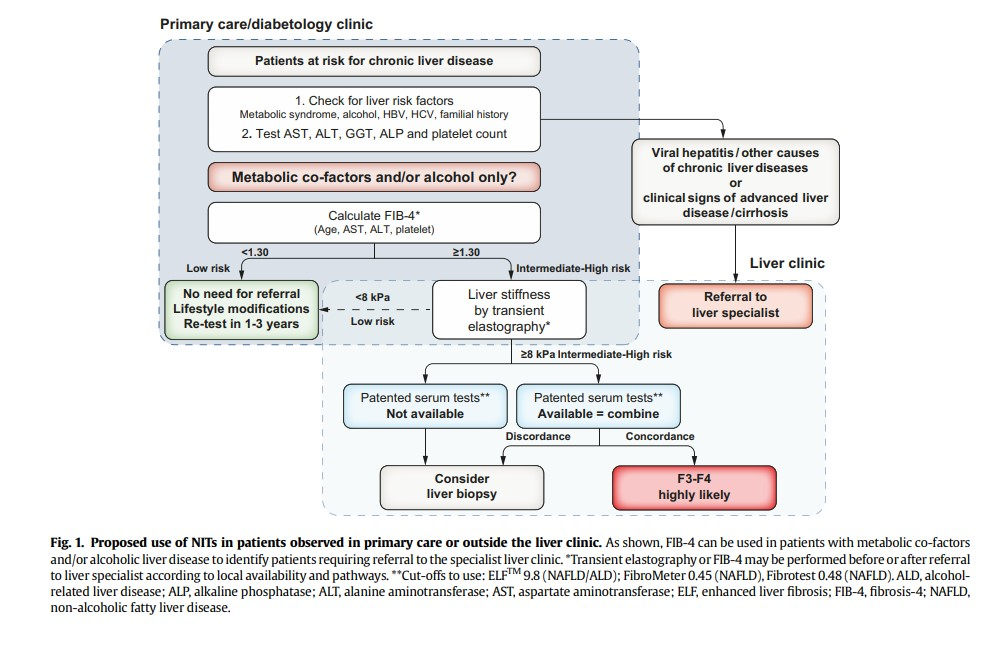 Primary care/diabetology clinic
Patients at risk for chronic liver disease
1. Check for liver risk factors
Metabolic syndrome, alcohol, HBV, HCV, familial history
2. Test AST, ALT, GGT, ALP and platelet count
Metabolic co-factors and/or alcohol only?
Viral hepatitis/other causes
of chronic liver diseases
or
clinical signs of advanced liver
disease/cirrhosis
Calculate FIB-4*
(Age, AST, ALT, platelet)
<1.30
≥1.30
Low risk
Intermediate-High risk
Liver clinic
No need for referral
Lifestyle modifications
Re-test in 1-3 years
<8 kPa
Low risk
Liver stiffness
by transient
elastography*
Referral to
liver specialist
≥8 kPa Intermediate-High risk
Patented serum tests**
Not available
Patented serum tests**
Available = combine
Discordance
Concordance
Consider
liver biopsy
F3-F4
highly likely
Fig. 1. Proposed use of NITs in patients observed in primary care or outside the liver clinic. As shown, FIB-4 can be used in patients with metabolic co-factors
and/or alcoholic liver disease to identify patients requiring referral to the specialist liver clinic. *Transient elastography or FIB-4 may be performed before or after referral
to liver specialist according to local availability and pathways. **Cut-offs to use: ELF™ 9.8 (NAFLD/ALD); FibroMeter 0.45 (NAFLD), Fibrotest 0.48 (NAFLD). ALD, alcohol-
related liver disease; ALP, alkaline phosphatase; ALT, alanine aminotransferase; AST, aspartate aminotransferase; ELF, enhanced liver fibrosis; FIB-4, fibrosis-4; NAFLD,
non-alcoholic fatty liver disease.